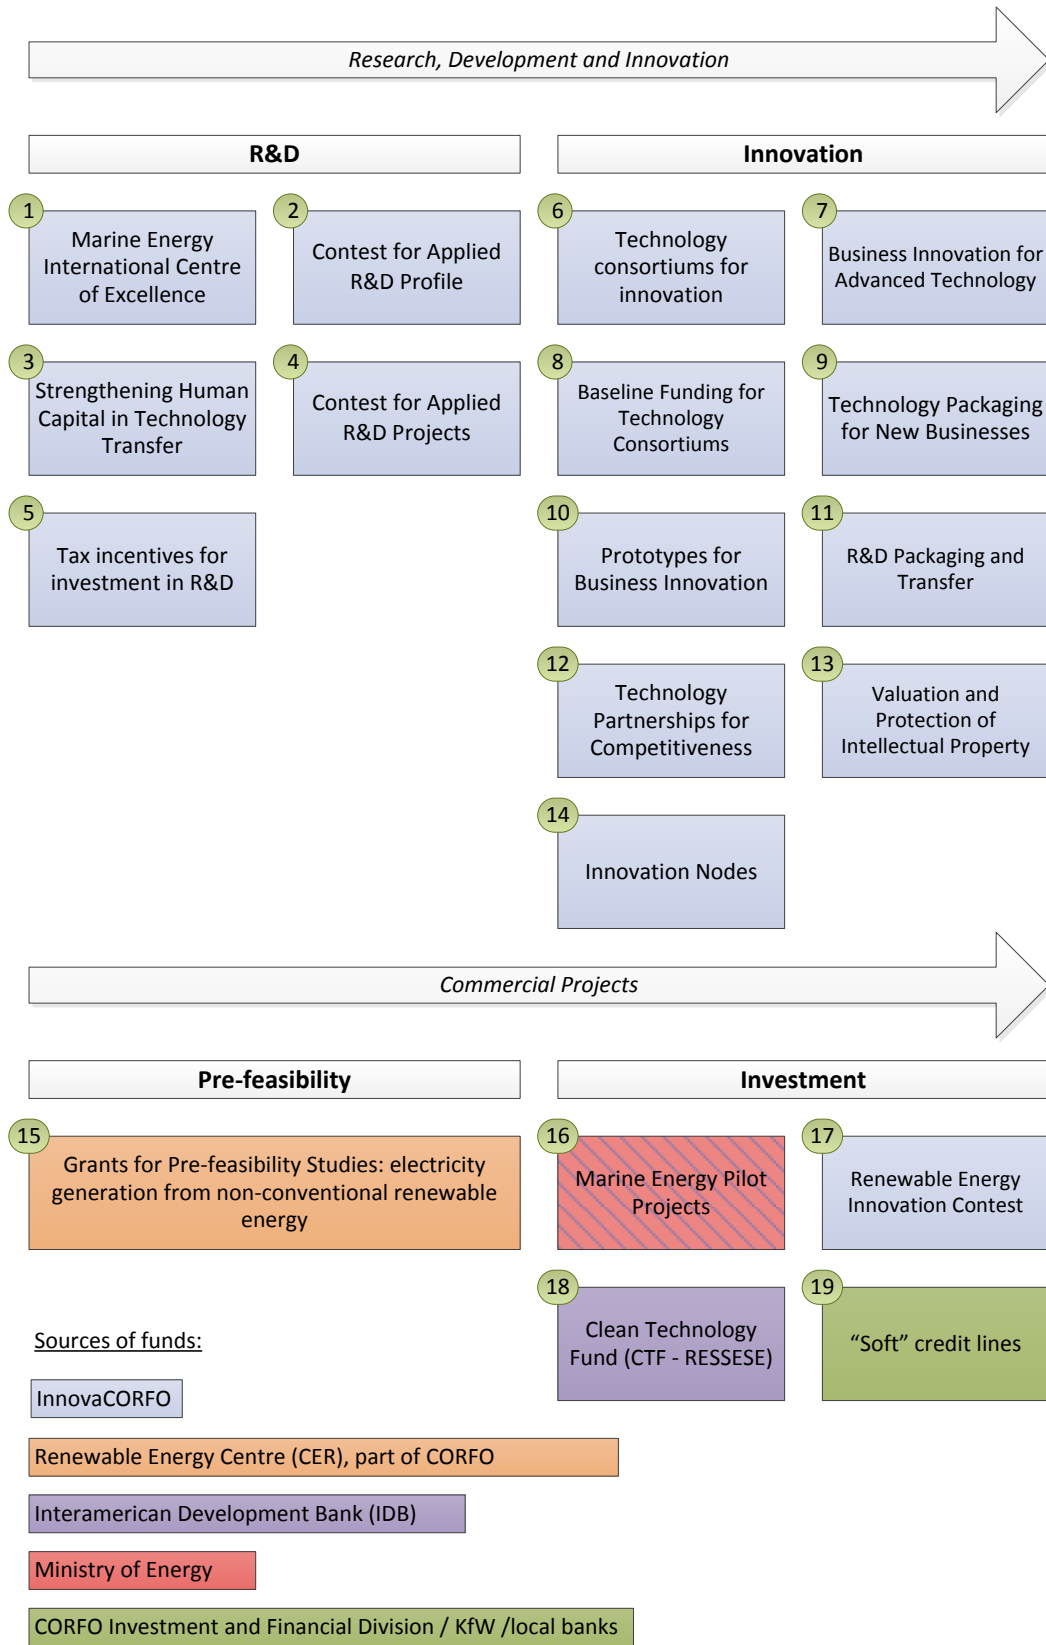 Research, Development and Innovation
R&D
Innovation
1
Marine Energy
International Centre
of Excellence
2
Contest for Applied
R&D Profile
6
Technology
consortiums for
innovation
7
Business Innovation for
Advanced Technology
3
Strengthening Human
Capital in Technology
Transfer
4
Contest for Applied
R&D Projects
8
Baseline Funding for
Technology
Consortiums
9
Technology Packaging
for New Businesses
5
Tax incentives for
investment in R&D
10
Prototypes for
Business Innovation
11
R&D Packaging and
Transfer
12
Technology
Partnerships for
Competitiveness
13
Valuation and
Protection of
Intellectual Property
14
Innovation Nodes
Commercial Projects
Pre-feasibility
Investment
15
Grants for Pre-feasibility Studies: electricity
generation from non-conventional renewable
energy
16
Marine Energy Pilot
Projects
17
Renewable Energy
Innovation Contest
18
Clean Technology
Fund (CTF - RESSESE)
19
“Soft” credit lines
Sources of funds:
InnovaCORFO
Renewable Energy Centre (CER), part of CORFO
Interamerican Development Bank (IDB)
Ministry of Energy
CORFO Investment and Financial Division / KfW /local banks